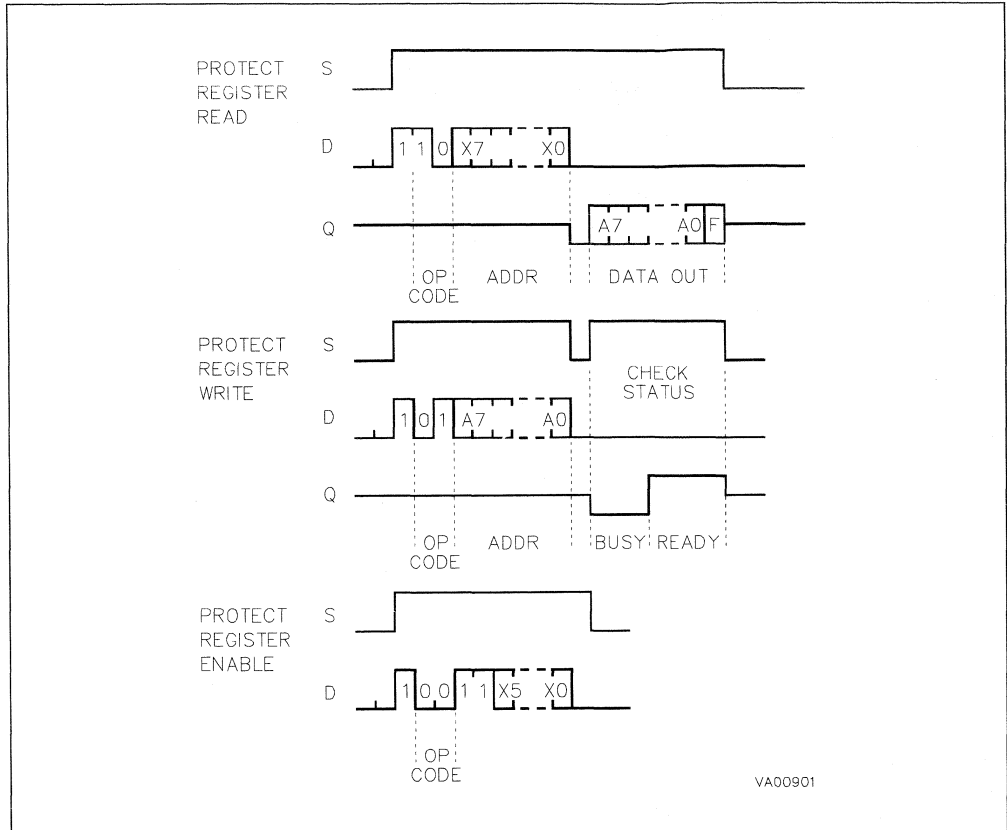 PROTECT S
REGISTER
READ
D 1 1 0 X7 X0
Q A7 A0 F
OP ADDR DATA OUT
CODE
PROTECT S
REGISTER
WRITE
CHECK
STATUS
D 1 0 1 A7 A0
Q
OP ADDR BUSY READY
CODE
PROTECT S
REGISTER
ENABLE
D 1 0 0 1 1 X5 X0
OP
CODE
VA00901